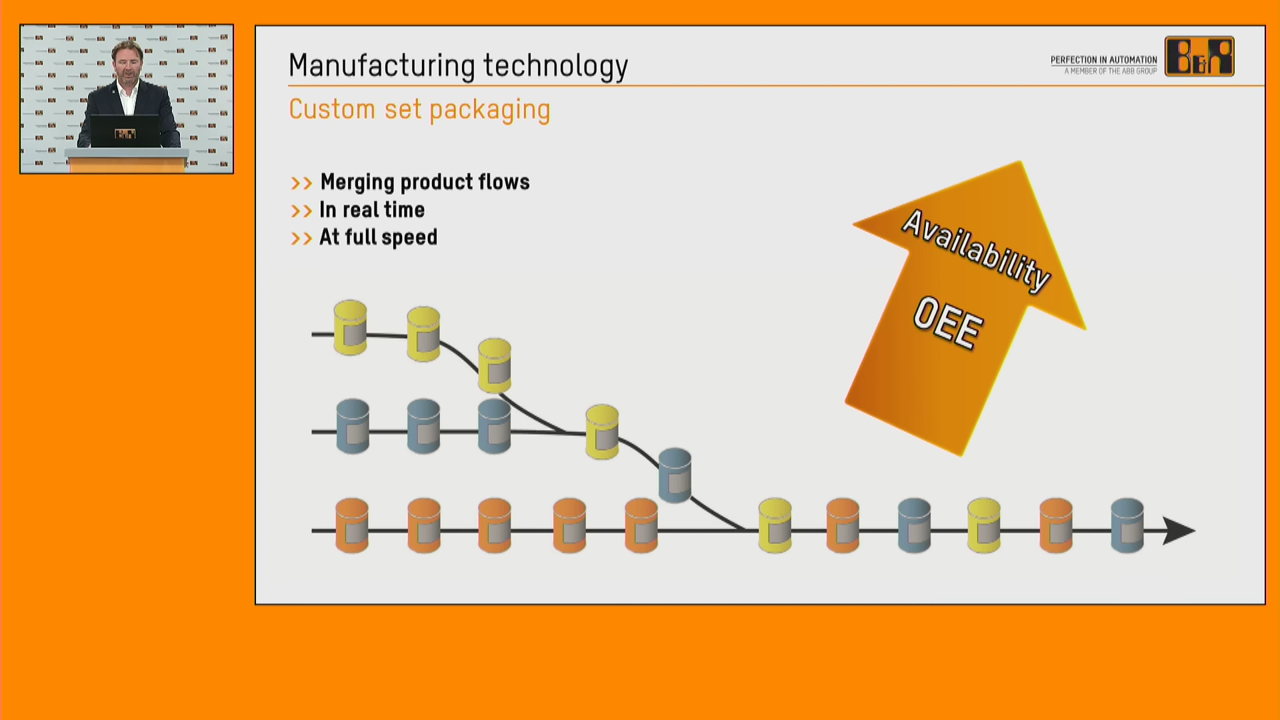 Manufacturing technology
PERFECTION IN AUTOMATION
A MEMBER OF THE ABB GROUP
B&R
Custom set packaging
>> Merging product flows
>> In real time
>> At full speed
Availability
OEE
B&R